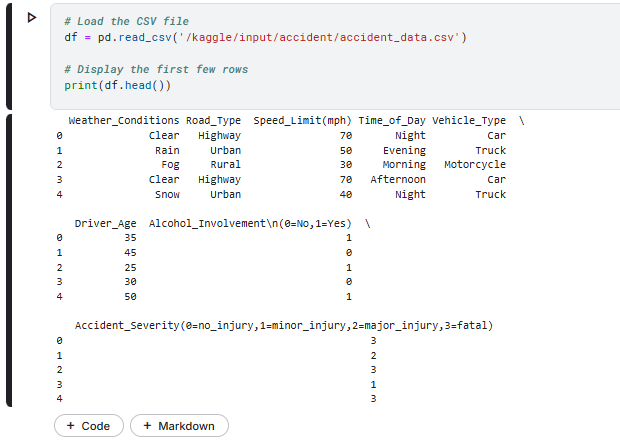 # Load the CSV file
df = pd.read_csv('/kaggle/input/accident/accident_data.csv')
# Display the first few rows
print(df.head())
Weather_Conditions Road_Type Speed_Limit(mph) Time_of_Day Vehicle_Type \
0 Clear Highway 70 Night Car
1 Rain Urban 50 Evening Truck
2 Fog Rural 30 Morning Motorcycle
3 Clear Highway 70 Afternoon Car
4 Snow Urban 40 Night Truck
Driver_Age Alcohol_Involvement\n(0=No,1=Yes) \
0 35 1
1 45 0
2 25 1
3 30 0
4 50 1
Accident_Severity(0=no_injury,1=minor_injury,2=major_injury,3=fatal)
0 3
1 2
2 3
3 1
4 3
+ Code + Markdown